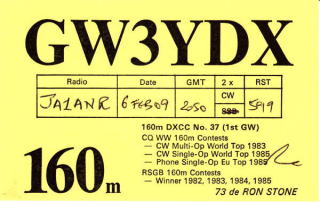 GW3YDX
Radio Date GMT 2 x RST
JA1ANR 6 FEB 09 2150 CW SSB 599
160m DXCC No. 37 (1st GW)
CQ WW 160m Contests
— CW Multi-Op World Top 1983
— CW Single-Op World Top 1985
— Phone Single-Op Eu Top 1985
RSGB 160m Contests
— Winner 1982, 1983, 1984, 1985
160m
73 de RON STONE